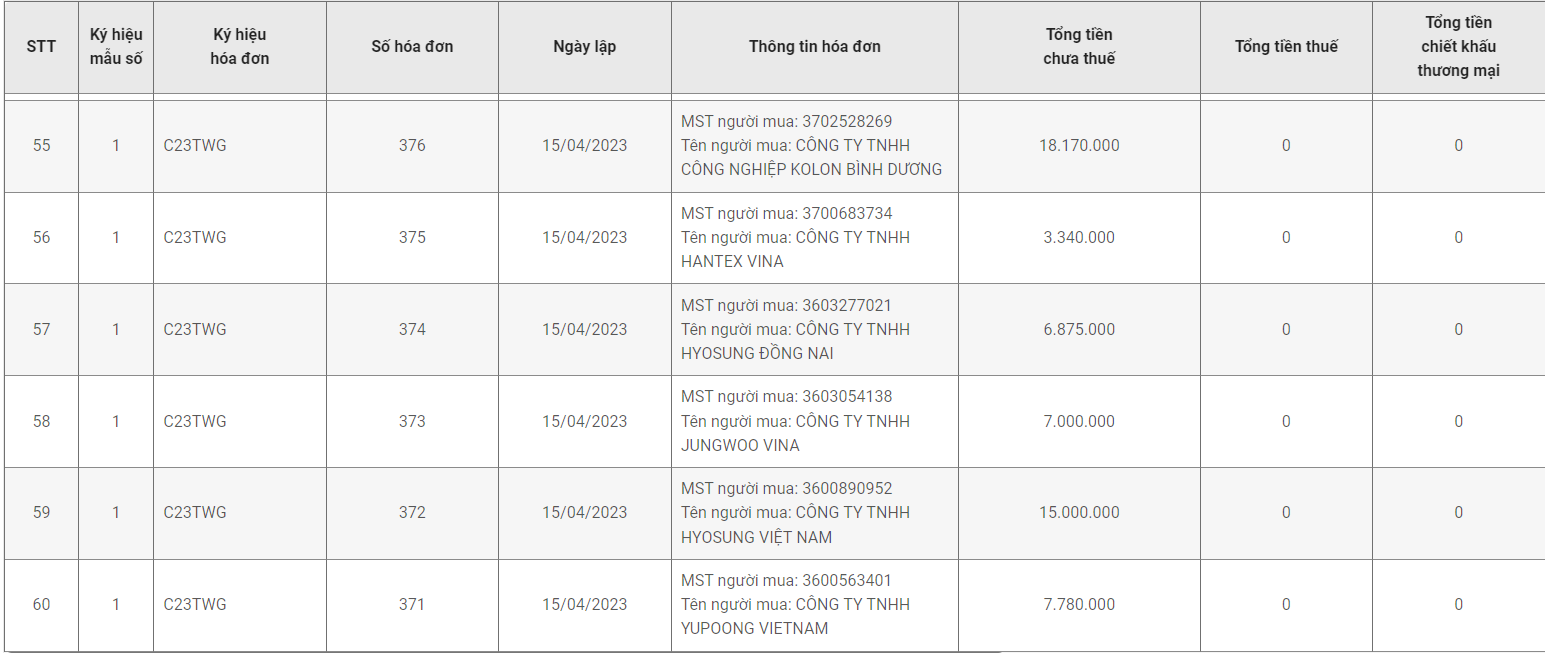 STT
Ký hiệu
mẫu số
Ký hiệu
hóa đơn
Số hóa đơn
Ngày lập
Thông tin hóa đơn
Tổng tiền
chưa thuế
Tổng tiền thuế
Tổng tiền
chiết khấu
thương mại
55
1
C23TWG
376
15/04/2023
MST người mua: 3702528269
Tên người mua: CÔNG TY TNHH
CÔNG NGHIỆP KOLON BÌNH DƯƠNG
18.170.000
0
0
56
1
C23TWG
375
15/04/2023
MST người mua: 3700683734
Tên người mua: CÔNG TY TNHH
HANTEX VINA
3.340.000
0
0
57
1
C23TWG
374
15/04/2023
MST người mua: 3603277021
Tên người mua: CÔNG TY TNHH
HYOSUNG ĐỒNG NAI
6.875.000
0
0
58
1
C23TWG
373
15/04/2023
MST người mua: 3603054138
Tên người mua: CÔNG TY TNHH
JUNGWOO VINA
7.000.000
0
0
59
1
C23TWG
372
15/04/2023
MST người mua: 3600890952
Tên người mua: CÔNG TY TNHH
HYOSUNG VIỆT NAM
15.000.000
0
0
60
1
C23TWG
371
15/04/2023
MST người mua: 3600563401
Tên người mua: CÔNG TY TNHH
YUPOONG VIETNAM
7.780.000
0
0